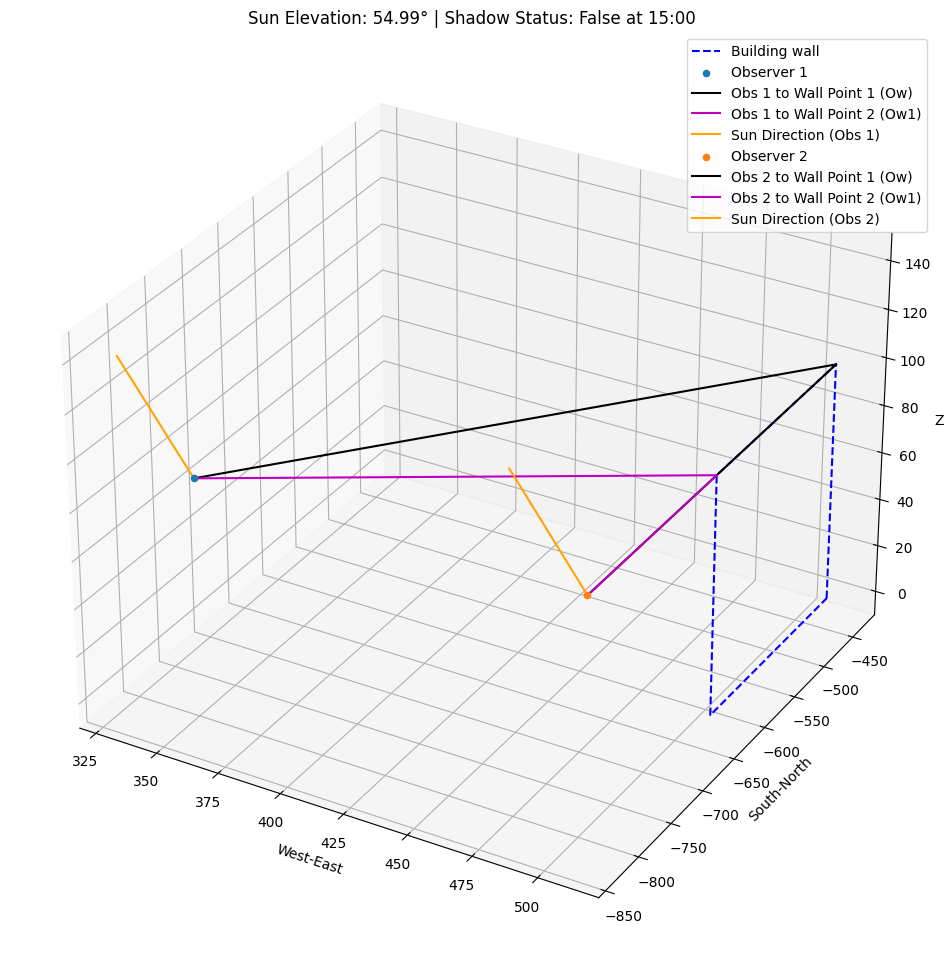 Sun Elevation: 54.99° | Shadow Status: False at 15:00
Building wall
Observer 1
Obs 1 to Wall Point 1 (Ow)
Obs 1 to Wall Point 2 (Ow1)
Sun Direction (Obs 1)
Observer 2
Obs 2 to Wall Point 1 (Ow)
Obs 2 to Wall Point 2 (Ow1)
Sun Direction (Obs 2)
140
120
100
80
60
40
20
0
Z
−450
−500
−550
−600
−650
−700
−750
−800
−850
South-North
325
350
375
400
425
450
475
500
West-East